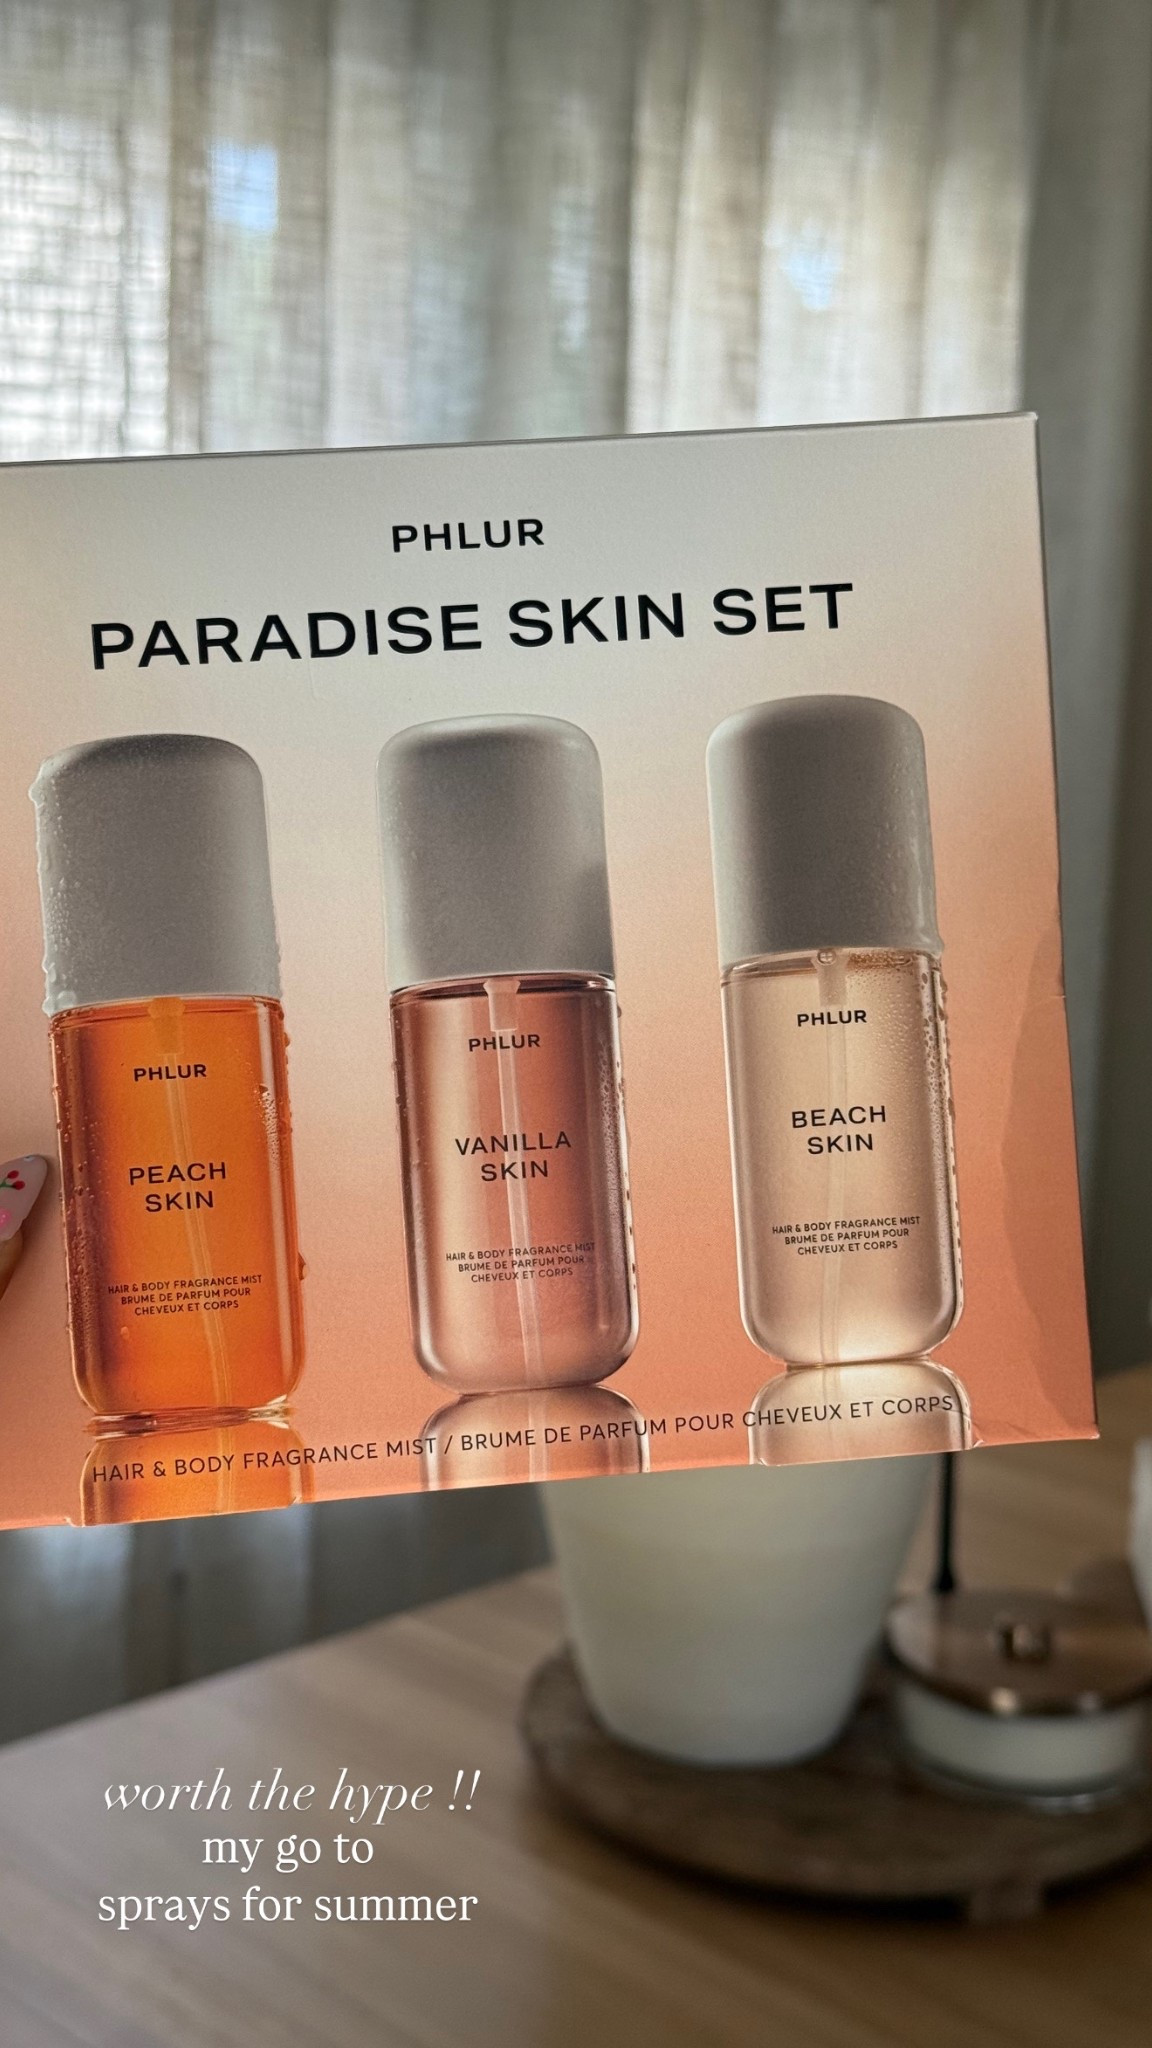 PHLUR
PARADISE SKIN SET
PHLUR
PEACH
SKIN
HAIR & BODY FRAGRANCE MIST
BRUME DE PARFUM POUR
CHEVEUX ET CORPS
PHLUR
VANILLA
SKIN
HAIR & BODY FRAGRANCE MIST
BRUME DE PARFUM POUR
CHEVEUX ET CORPS
PHLUR
BEACH
SKIN
HAIR & BODY FRAGRANCE MIST
BRUME DE PARFUM POUR
CHEVEUX ET CORPS
HAIR & BODY FRAGRANCE MIST / BRUME DE PARFUM POUR CHEVEUX ET CORPS
worth the hype !!
my go to
sprays for summer